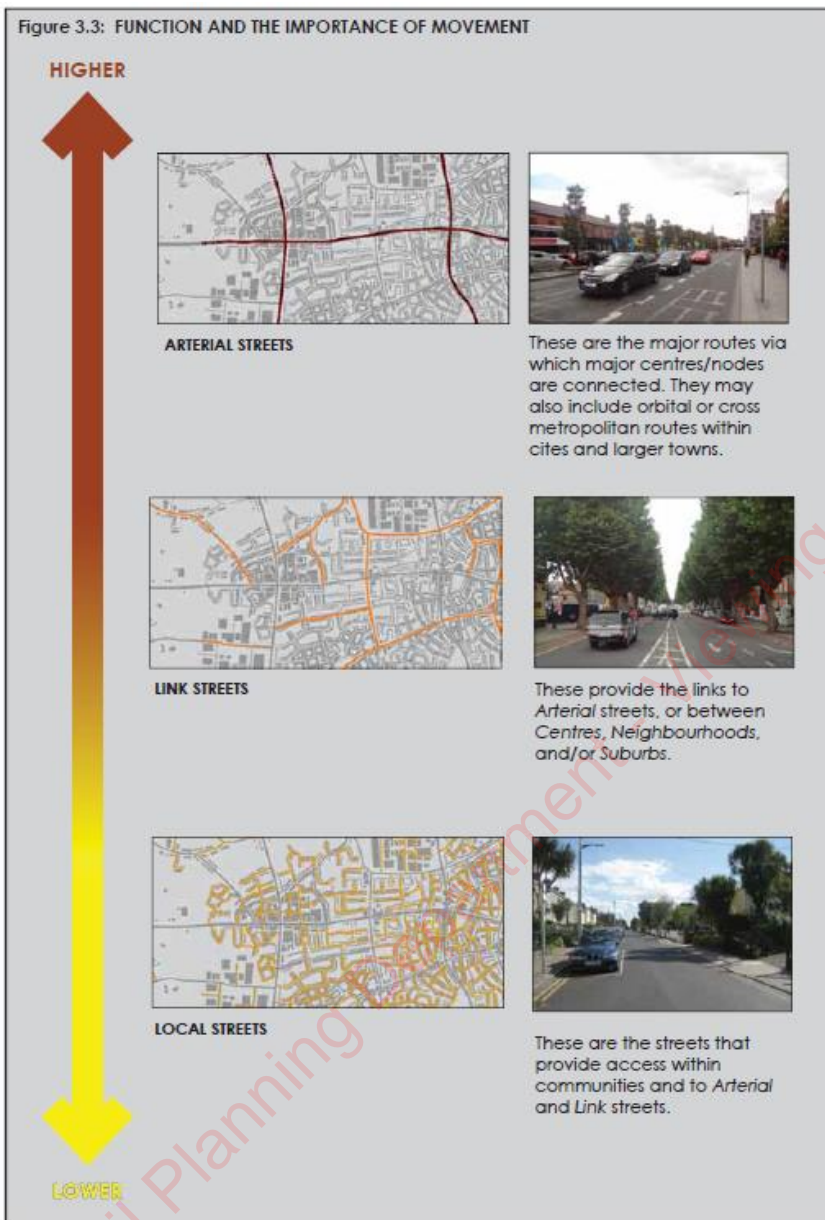 Figure 3.3: FUNCTION AND THE IMPORTANCE OF MOVEMENT
HIGHER
ARTERIAL STREETS
These are the major routes via
which major centres/nodes
are connected. They may
also include orbital or cross
metropolitan routes within
cites and larger towns.
LINK STREETS
These provide the links to
Arterial streets, or between
Centres, Neighbourhoods,
and/or Suburbs.
LOCAL STREETS
These are the streets that
provide access within
communities and to Arterial
and Link streets.
LOWER
Planning Department - Viewing